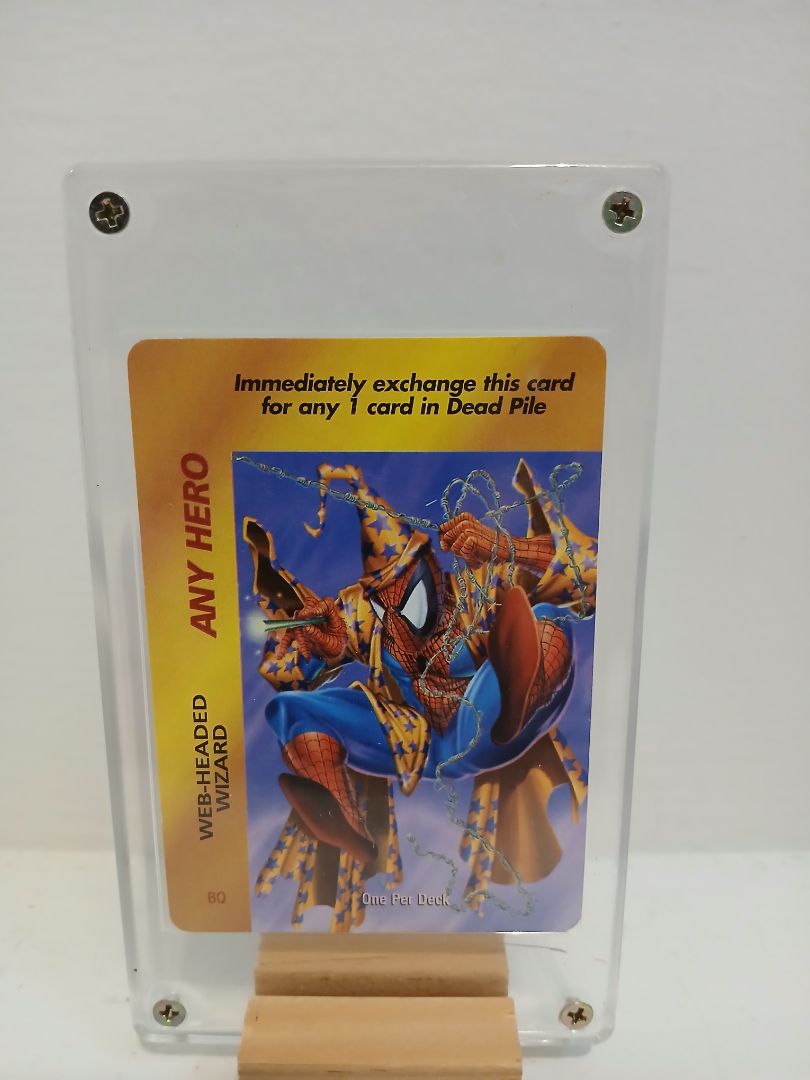 Immediately exchange this card
for any 1 card in Dead Pile
ANY HERO
WEB-HEADED
WIZARD
BO
One Per Deck